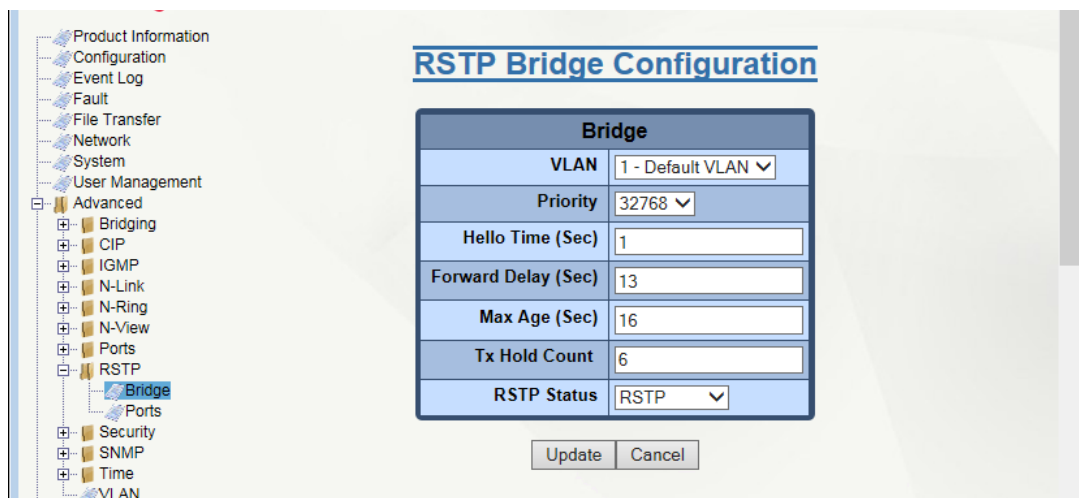 Product Information
Configuration
Event Log
Fault
File Transfer
Network
System
User Management
Advanced
Bridging
CIP
IGMP
N-Link
N-Ring
N-View
Ports
RSTP
Bridge
Ports
Security
SNMP
Time
VLAN
RSTP Bridge Configuration
Bridge
VLAN 1 - Default VLAN
Priority 32768
Hello Time (Sec) 1
Forward Delay (Sec) 13
Max Age (Sec) 16
Tx Hold Count 6
RSTP Status RSTP
Update Cancel